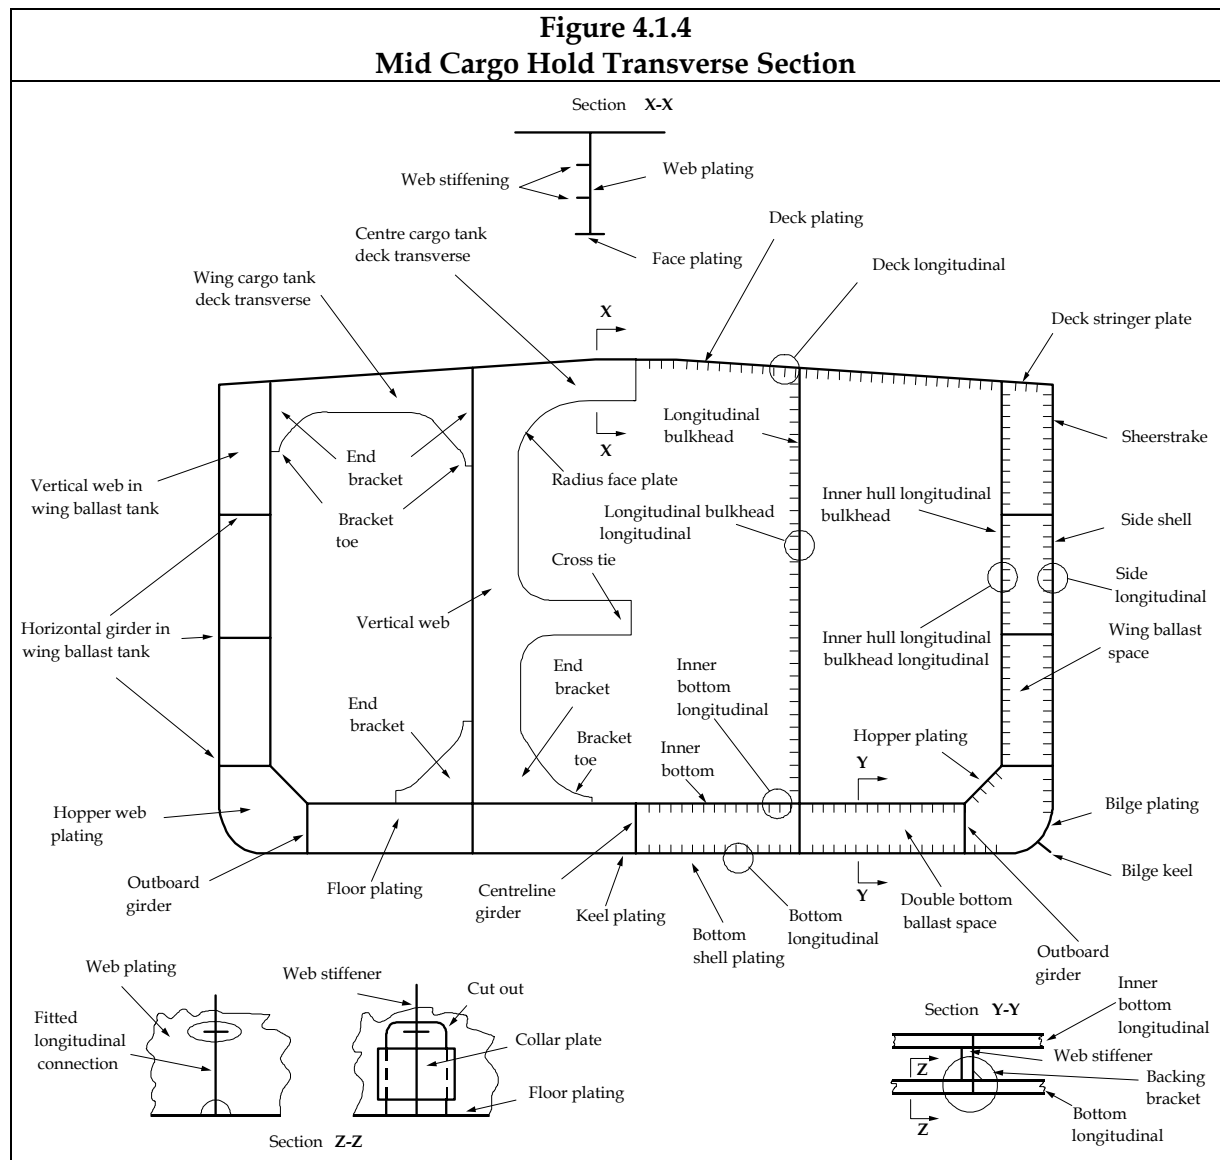 Figure 4.1.4
Mid Cargo Hold Transverse Section
Section X-X
Web stiffening
Web plating
Face plating
Centre cargo tank
deck transverse
Wing cargo tank
deck transverse
Deck plating
Deck longitudinal
Deck stringer plate
X
X
Longitudinal
bulkhead
Sheerstrake
End
bracket
Radius face plate
Vertical web in
wing ballast tank
Bracket
toe
Inner hull longitudinal
bulkhead
Longitudinal bulkhead
longitudinal
Side shell
Cross tie
Side
longitudinal
Vertical web
Horizontal girder in
wing ballast tank
Inner hull longitudinal
bulkhead longitudinal
Wing ballast
space
End
bracket
Inner
bottom
longitudinal
End
bracket
Bracket
toe
Inner
bottom
Hopper plating
Y
Hopper web
plating
Bilge plating
Outboard
girder
Floor plating
Centreline
girder
Keel plating
Bottom
shell plating
Bottom
longitudinal
Y
Double bottom
ballast space
Bilge keel
Outboard
girder
Web plating
Web stiffener
Cut out
Fitted
longitudinal
connection
Collar plate
Floor plating
Section Z-Z
Section Y-Y
Inner
bottom
longitudinal
Web stiffener
Z
Backing
bracket
Z
Bottom
longitudinal